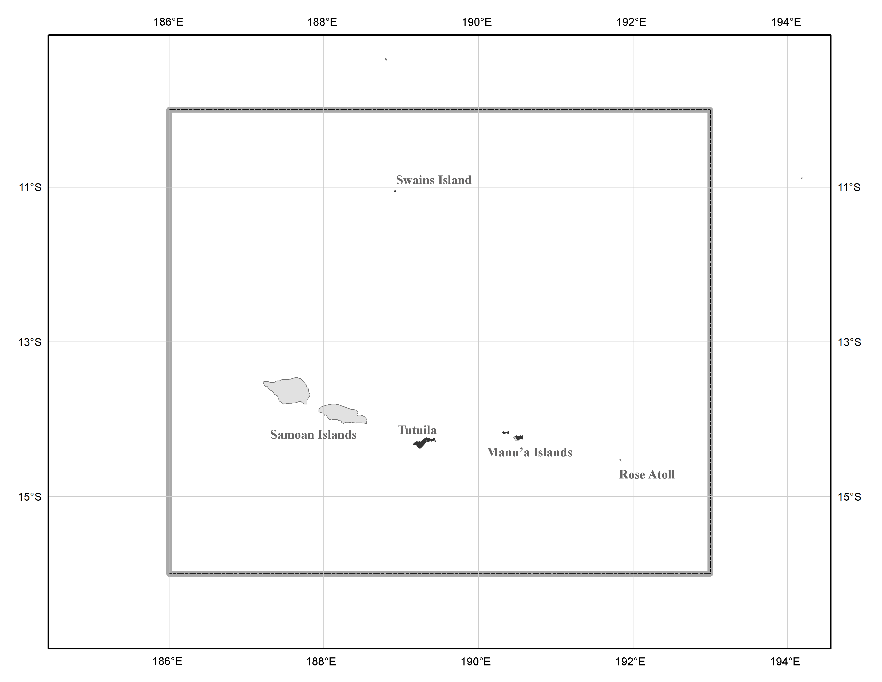 186°E 188°E 190°E 192°E 194°E
Swains Island
11°S 11°S
13°S 13°S
Tutuila
Samoan Islands
Manu'a Islands
Rose Atoll
15°S 15°S
186°E 188°E 190°E 192°E 194°E